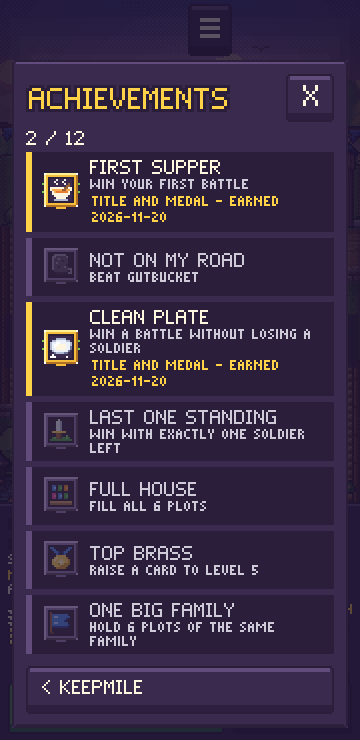 ACHIEVEMENTS
X
2 / 12
FIRST SUPPER
WIN YOUR FIRST BATTLE
TITLE AND MEDAL - EARNED
2026-11-20
NOT ON MY ROAD
BEAT GUTBUCKET
CLEAN PLATE
WIN A BATTLE WITHOUT LOSING A
SOLDIER
TITLE AND MEDAL - EARNED
2026-11-20
LAST ONE STANDING
WIN WITH EXACTLY ONE SOLDIER
LEFT
FULL HOUSE
FILL ALL 6 PLOTS
TOP BRASS
RAISE A CARD TO LEVEL 5
ONE BIG FAMILY
HOLD 6 PLOTS OF THE SAME
FAMILY
< KEEPMILE